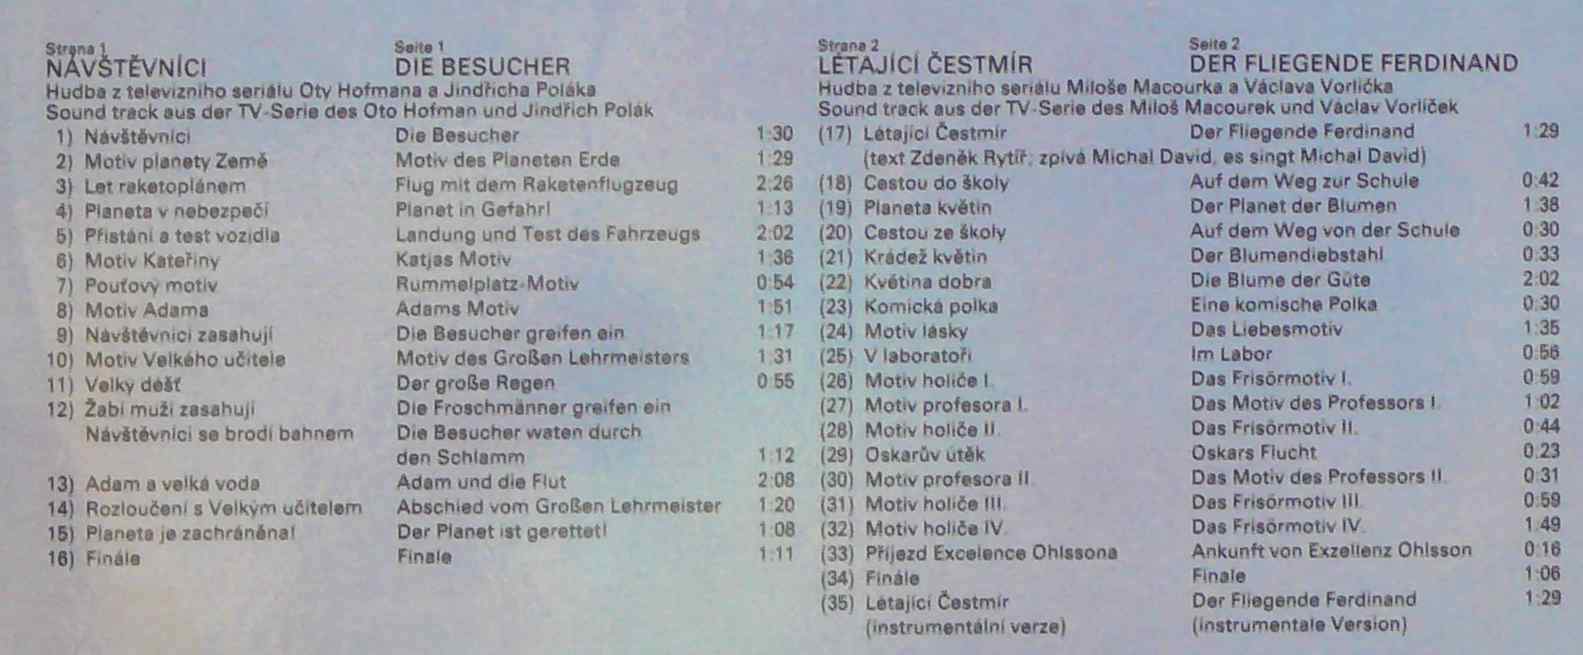 Strana 1 Seite 1
NÁVŠTĚVNÍCI DIE BESUCHER
Hudba z televizního seriálu Oty Hofmana a Jindřicha Poláka
Sound track aus der TV-Serie des Oto Hofman und Jindřich Polák
1) Návštěvníci Die Besucher 1:30
2) Motiv planety Země Motiv des Planeten Erde 1:29
3) Let raketoplánem Flug mit dem Raketenflugzeug 2:26
4) Planeta v nebezpečí Planet in Gefahr! 1:13
5) Přistání a test vozidla Landung und Test des Fahrzeugs 2:02
6) Motiv Kateřiny Katjas Motiv 1:36
7) Pouťový motiv Rummelplatz-Motiv 0:54
8) Motiv Adama Adams Motiv 1:51
9) Návštěvníci zasahují Die Besucher greifen ein 1:17
10) Motiv Velkého učitele Motiv des Großen Lehrmeisters 1:31
11) Velký déšť Der große Regen 0:55
12) Žabí muži zasahují Die Froschmänner greifen ein
Návštěvníci se brodí bahnem Die Besucher waten durch
den Schlamm 1:12
13) Adam a velká voda Adam und die Flut 2:08
14) Rozloučení s Velkým učitelem Abschied vom Großen Lehrmeister 1:20
15) Planeta je zachráněna! Der Planet ist gerettet! 1:08
16) Finále Finale 1:11
Strana 2 Seite 2
LÉTAJÍCÍ ČESTMÍR DER FLIEGENDE FERDINAND
Hudba z televizního seriálu Miloše Macourka a Václava Vorlíčka
Sound track aus der TV-Serie des Miloš Macourek und Václav Vorlíček
(17) Létající Čestmír Der Fliegende Ferdinand 1:29
(text Zdeněk Rytíř; zpívá Michal David, es singt Michal David)
(18) Cestou do školy Auf dem Weg zur Schule 0:42
(19) Planeta květin Der Planet der Blumen 1:38
(20) Cestou ze školy Auf dem Weg von der Schule 0:30
(21) Krádež květin Der Blumendiebstahl 0:33
(22) Květina dobra Die Blume der Güte 2:02
(23) Komická polka Eine komische Polka 0:30
(24) Motiv lásky Das Liebesmotiv 1:35
(25) V laboratoři Im Labor 0:56
(26) Motiv holiče I. Das Frisörmotiv I. 0:59
(27) Motiv profesora I. Das Motiv des Professors I. 1:02
(28) Motiv holiče II. Das Frisörmotiv II. 0:44
(29) Oskarův útěk Oskars Flucht 0:23
(30) Motiv profesora II. Das Motiv des Professors II. 0:31
(31) Motiv holiče III. Das Frisörmotiv III. 0:59
(32) Motiv holiče IV. Das Frisörmotiv IV. 1:49
(33) Příjezd Excelence Ohlssona Ankunft von Exzellenz Ohlsson 0:16
(34) Finále Finale 1:06
(35) Létající Čestmír Der Fliegende Ferdinand 1:29
(instrumentální verze) (instrumentale Version)